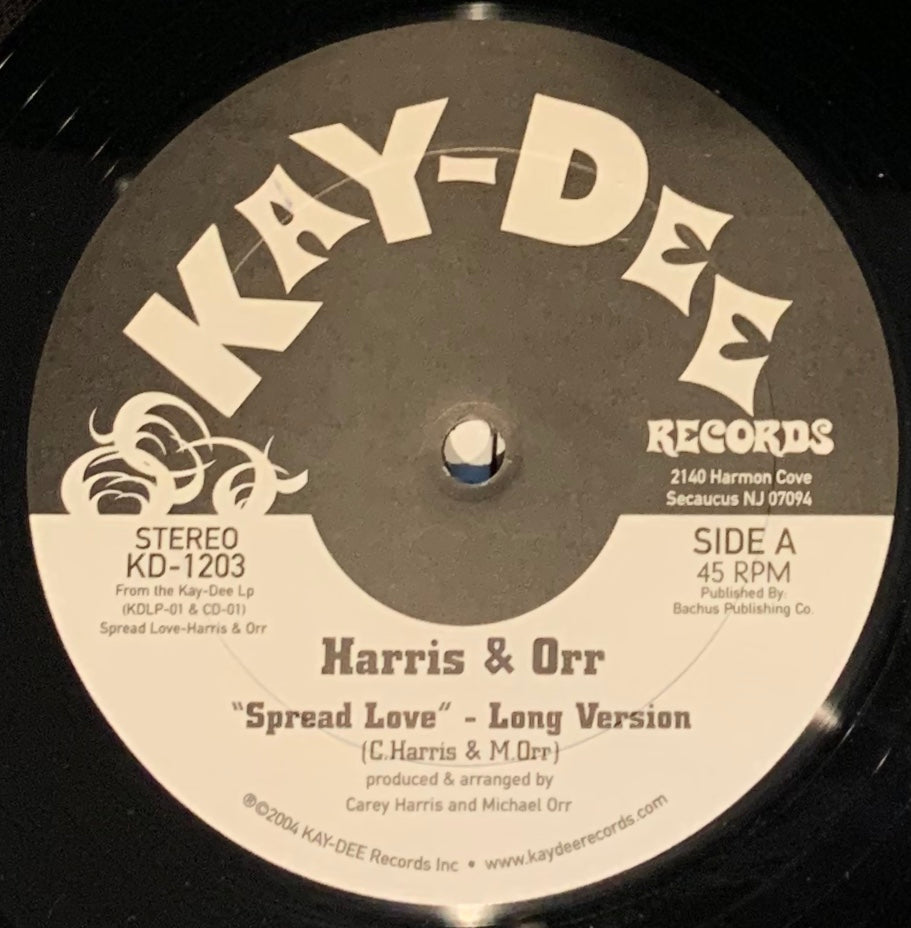 KAY-DEE
RECORDS
2140 Harmon Cove
Secaucus NJ 07094
STEREO
KD-1203
From the Kay-Dee Lp
(KDLP-01 & CD-01)
Spread Love-Harris & Orr
SIDE A
45 RPM
Published By:
Bachus Publishing Co.
Harris & Orr
"Spread Love" - Long Version
(C.Harris & M.Orr)
produced & arranged by
Carey Harris and Michael Orr
®©2004 KAY-DEE Records Inc • www.kaydeerecords.com